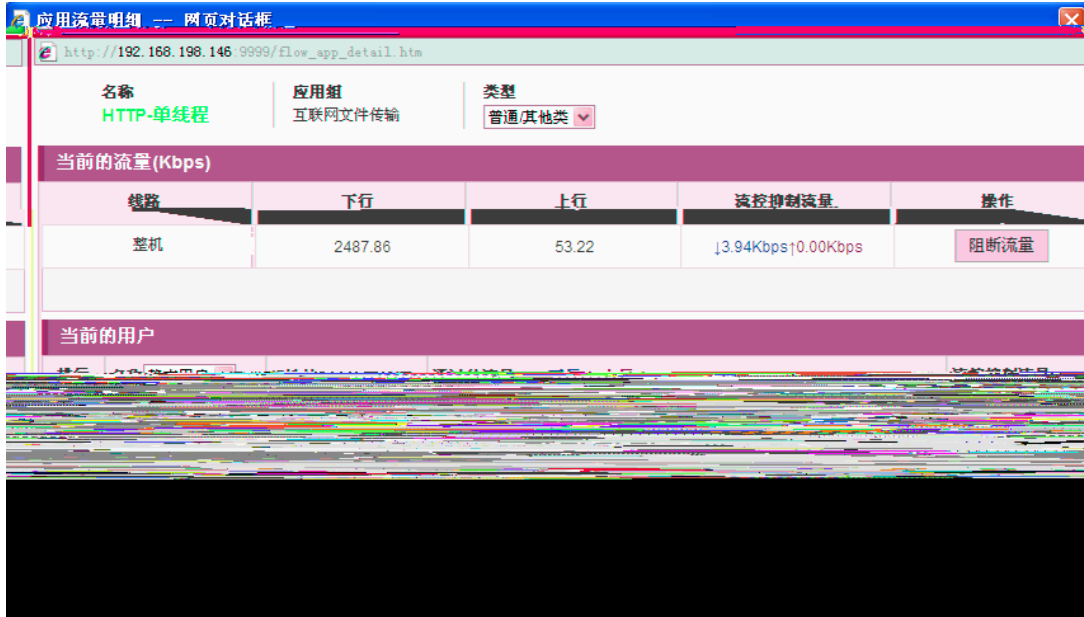 应用流量明细 -- 网页对话框
http://192.168.198.146:9999/flow_app_detail.htm
名称 应用组 类型
HTTP-单线程 互联网文件传输 普通/其他类
当前的流量(Kbps)
线路 下行 上行 流控抑制流量 操作
整机 2487.86 53.22 ↓3.94Kbps↑0.00Kbps 阻断流量
当前的用户